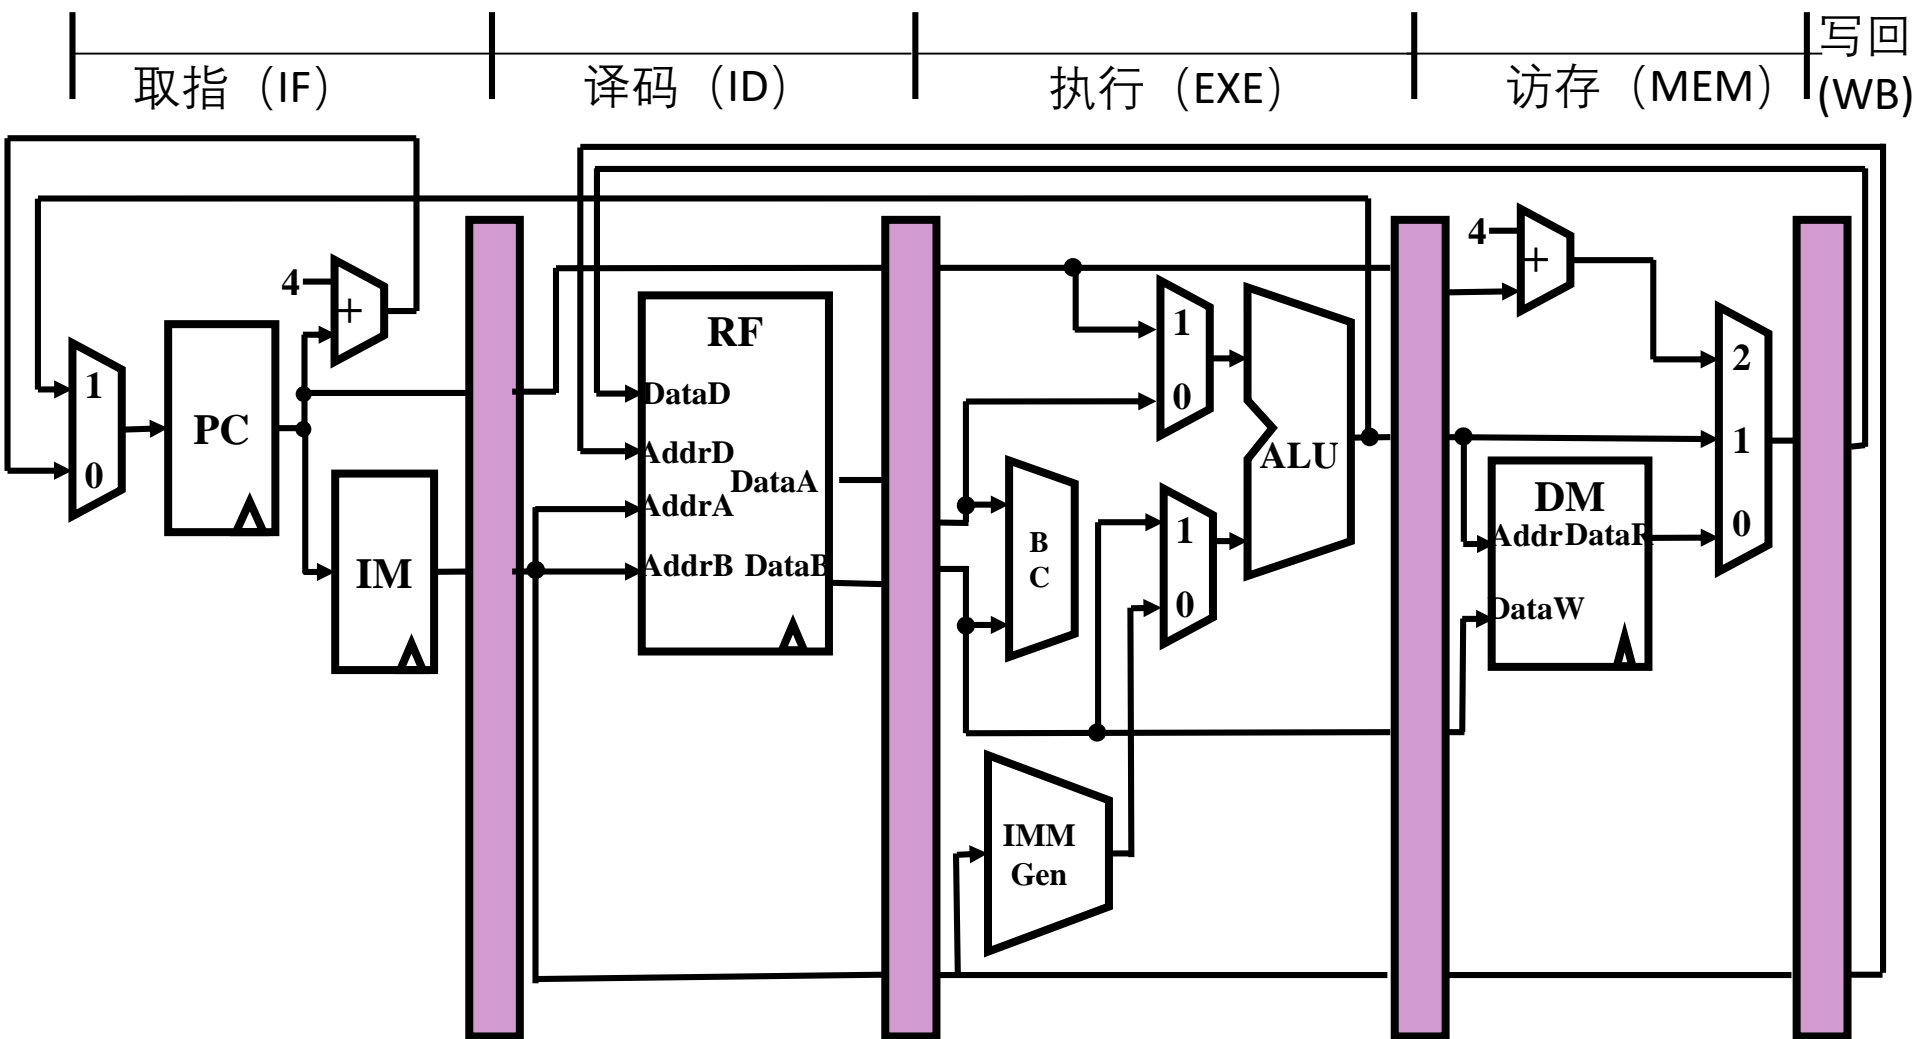 取指（IF）
译码（ID）
执行（EXE）
访存（MEM）
写回
(WB)
4
+
1
0
PC
IM
RF
DataD
AddrD
DataA
AddrA
AddrB DataB
1
0
B
C
1
0
ALU
IMM
Gen
4
+
DM
Addr DataR
DataW
2
1
0